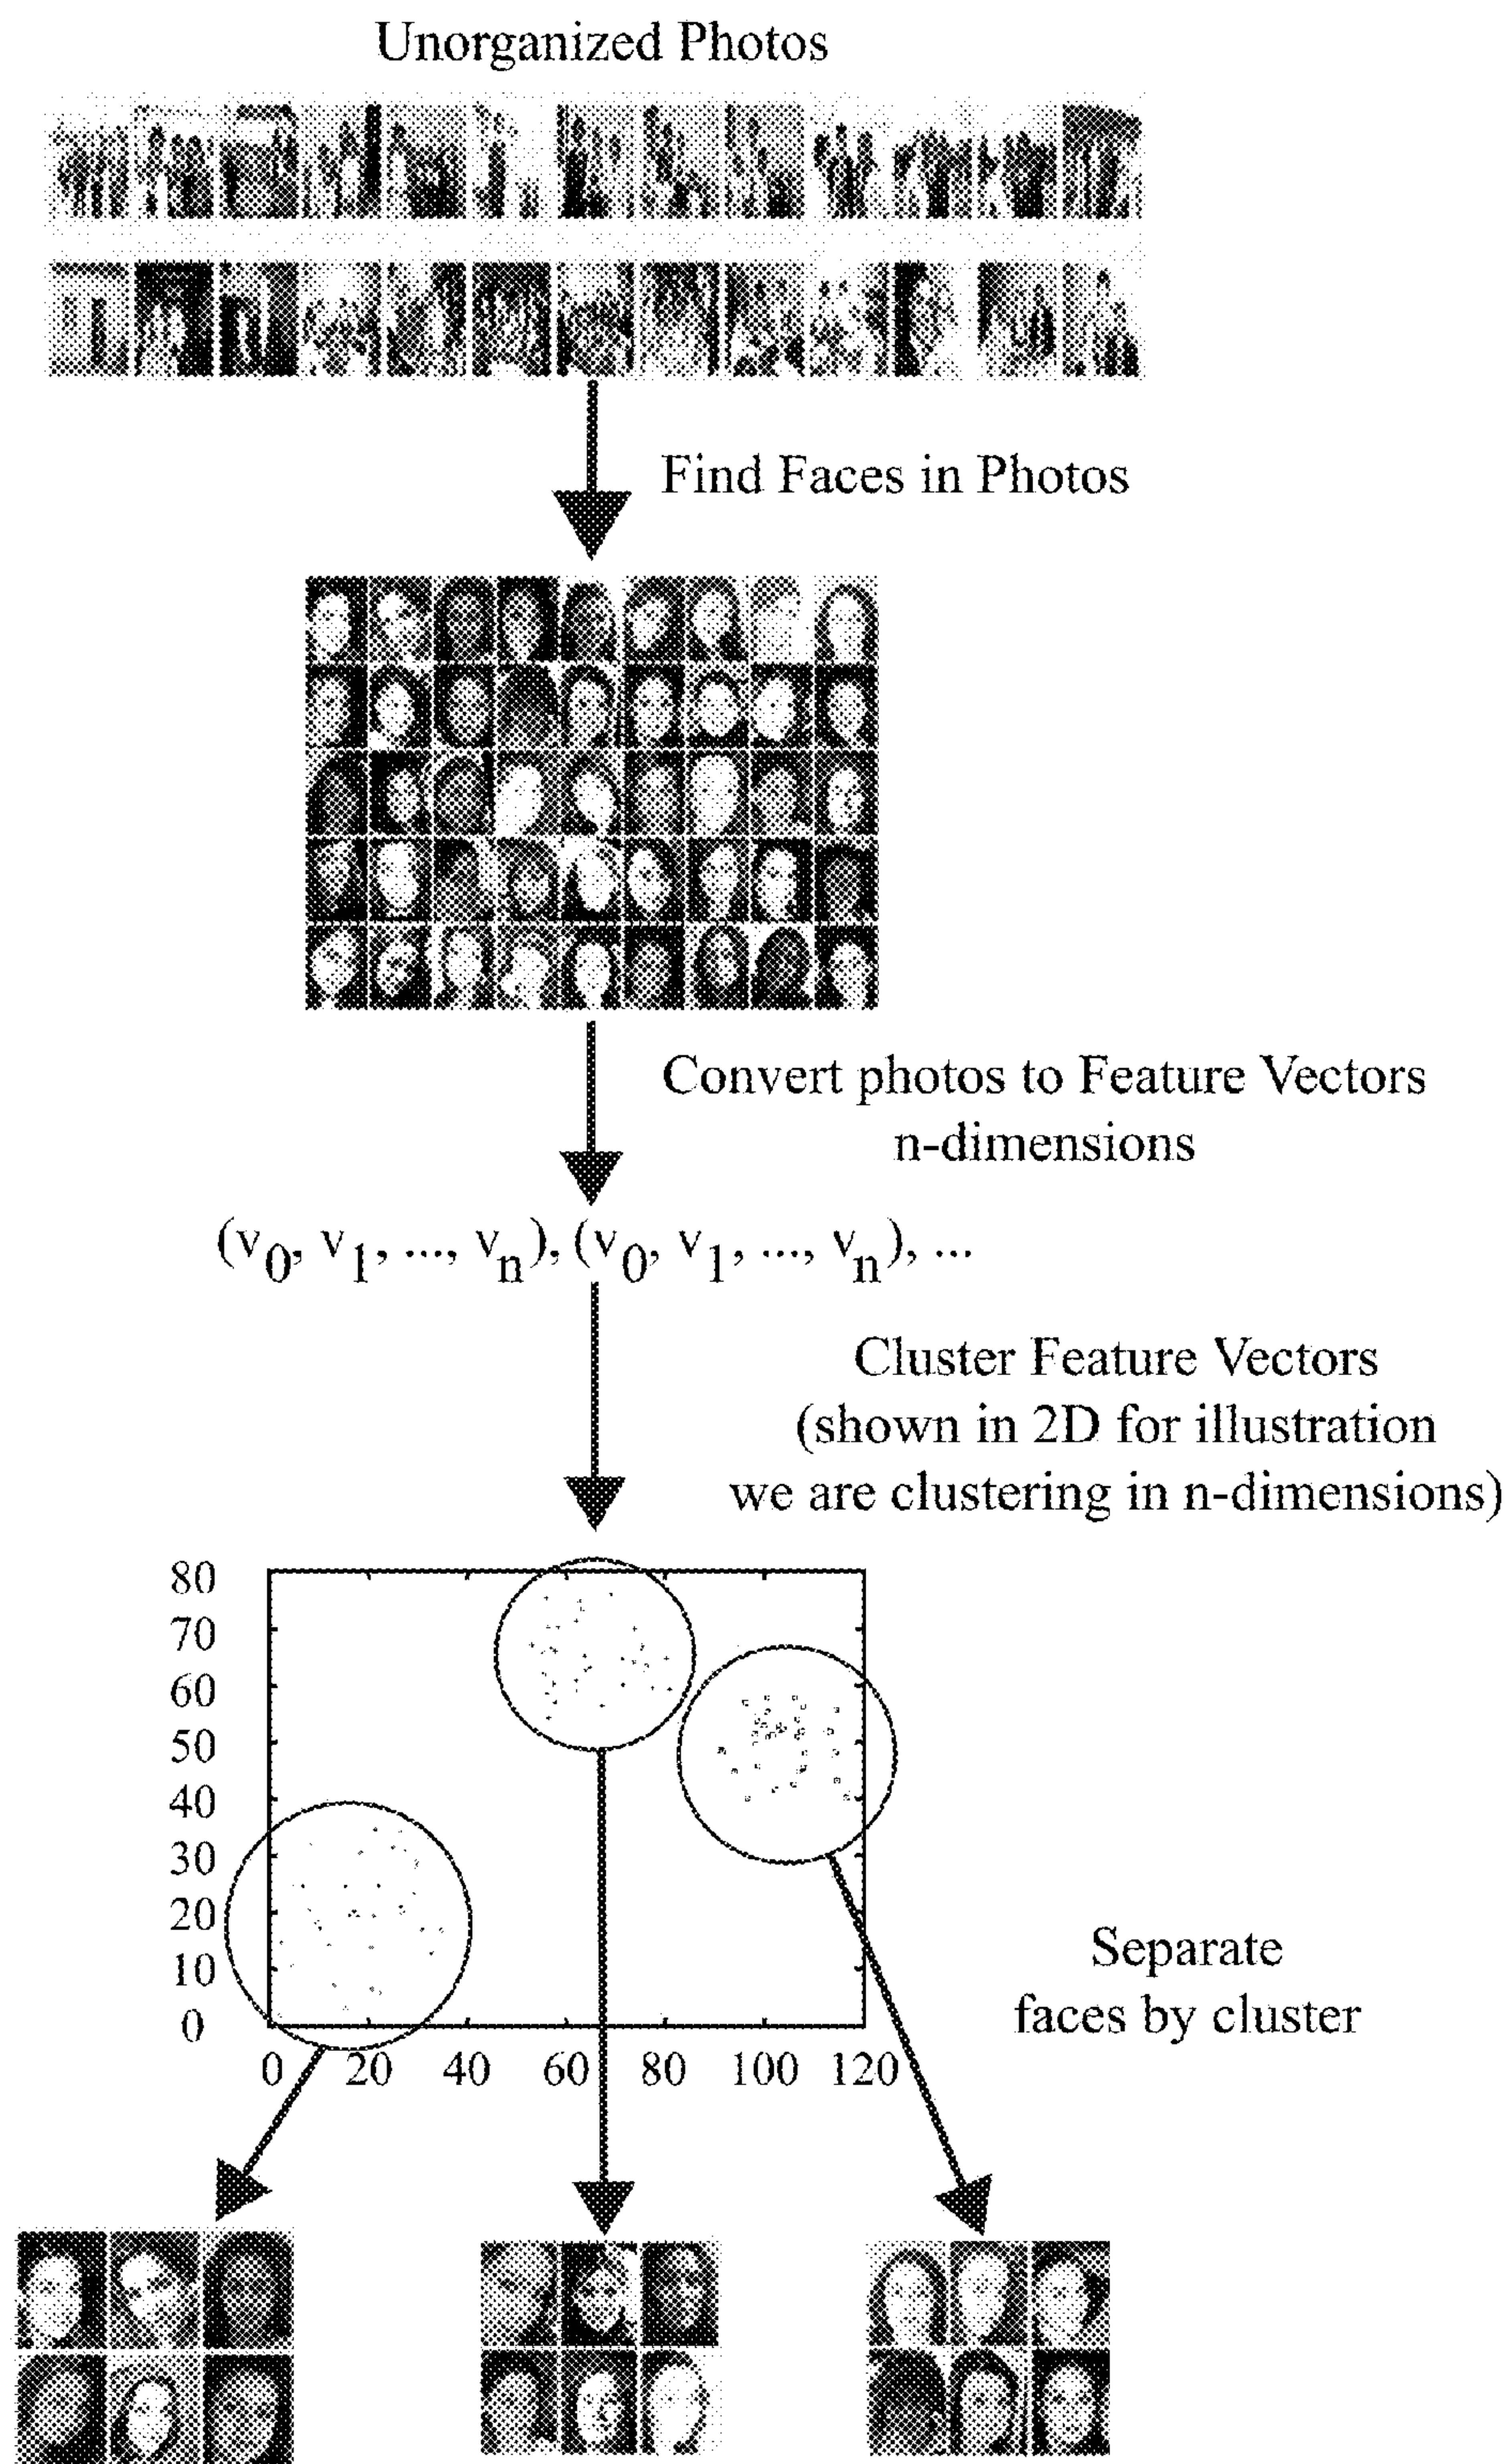 Unorganized Photos
Find Faces in Photos
Convert photos to Feature Vectors
n-dimensions
(v₀, v₁, ..., vₙ), (v₀, v₁, ..., vₙ), ...
Cluster Feature Vectors
(shown in 2D for illustration
we are clustering in n-dimensions)
80
70
60
50
40
30
20
10
0
0 20 40 60 80 100 120
Separate
faces by cluster